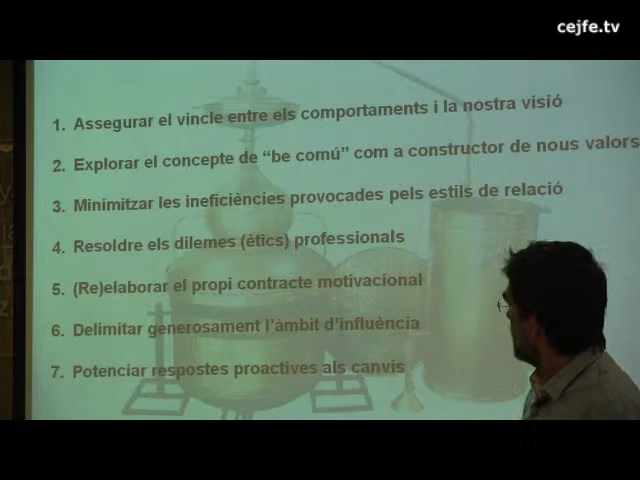 cejfe.tv
1. Assegurar el vincle entre els comportaments i la nostra visió
2. Explorar el concepte de “be comú” com a constructor de nous valors
3. Minimitzar les ineficiències provocades pels estils de relació
4. Resoldre els dilemes (ètics) professionals
5. (Re)elaborar el propi contracte motivacional
6. Delimitar generosament l’àmbit d’influència
7. Potenciar respostes proactives als canvis